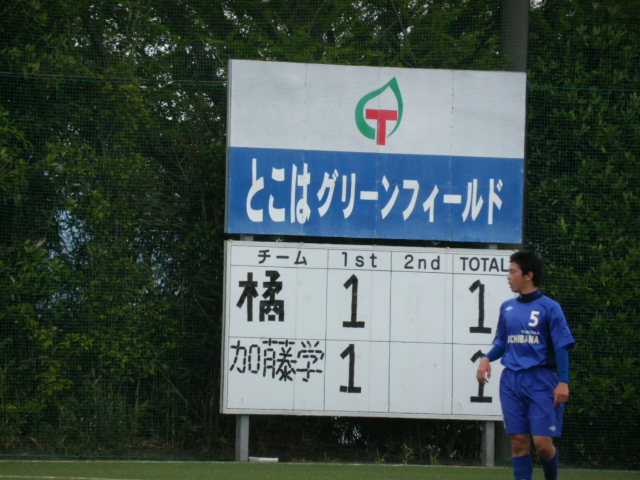 T
とこはグリーンフィールド
チーム 1st 2nd TOTAL
橘 1 1
加藤学 1 1
5
ICHIBANA